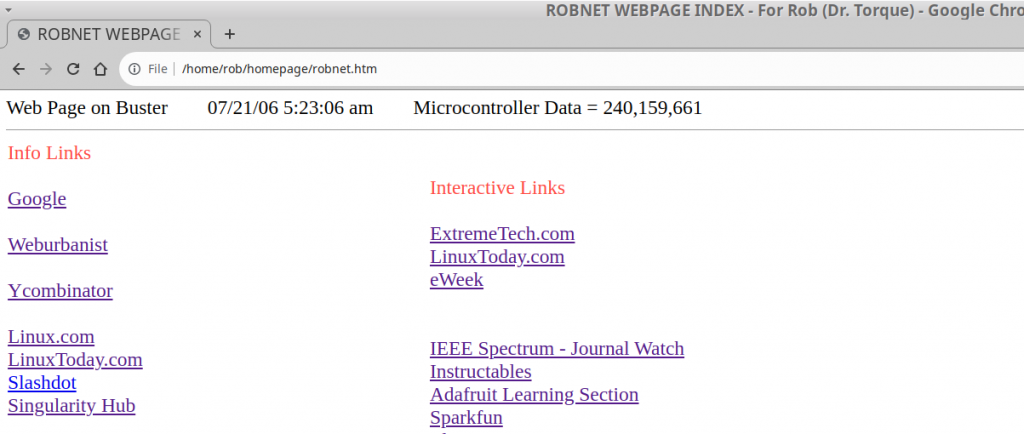 ROBNET WEBPAGE INDEX - For Rob (Dr. Torque) - Google Chro
ROBNET WEBPAGE
File /home/rob/homepage/robnet.htm
Web Page on Buster 07/21/06 5:23:06 am Microcontroller Data = 240,159,661
Info Links
Google
Weburbanist
Ycombinator
Linux.com
LinuxToday.com
Slashdot
Singularity Hub
Interactive Links
ExtremeTech.com
LinuxToday.com
eWeek
IEEE Spectrum - Journal Watch
Instructables
Adafruit Learning Section
Sparkfun